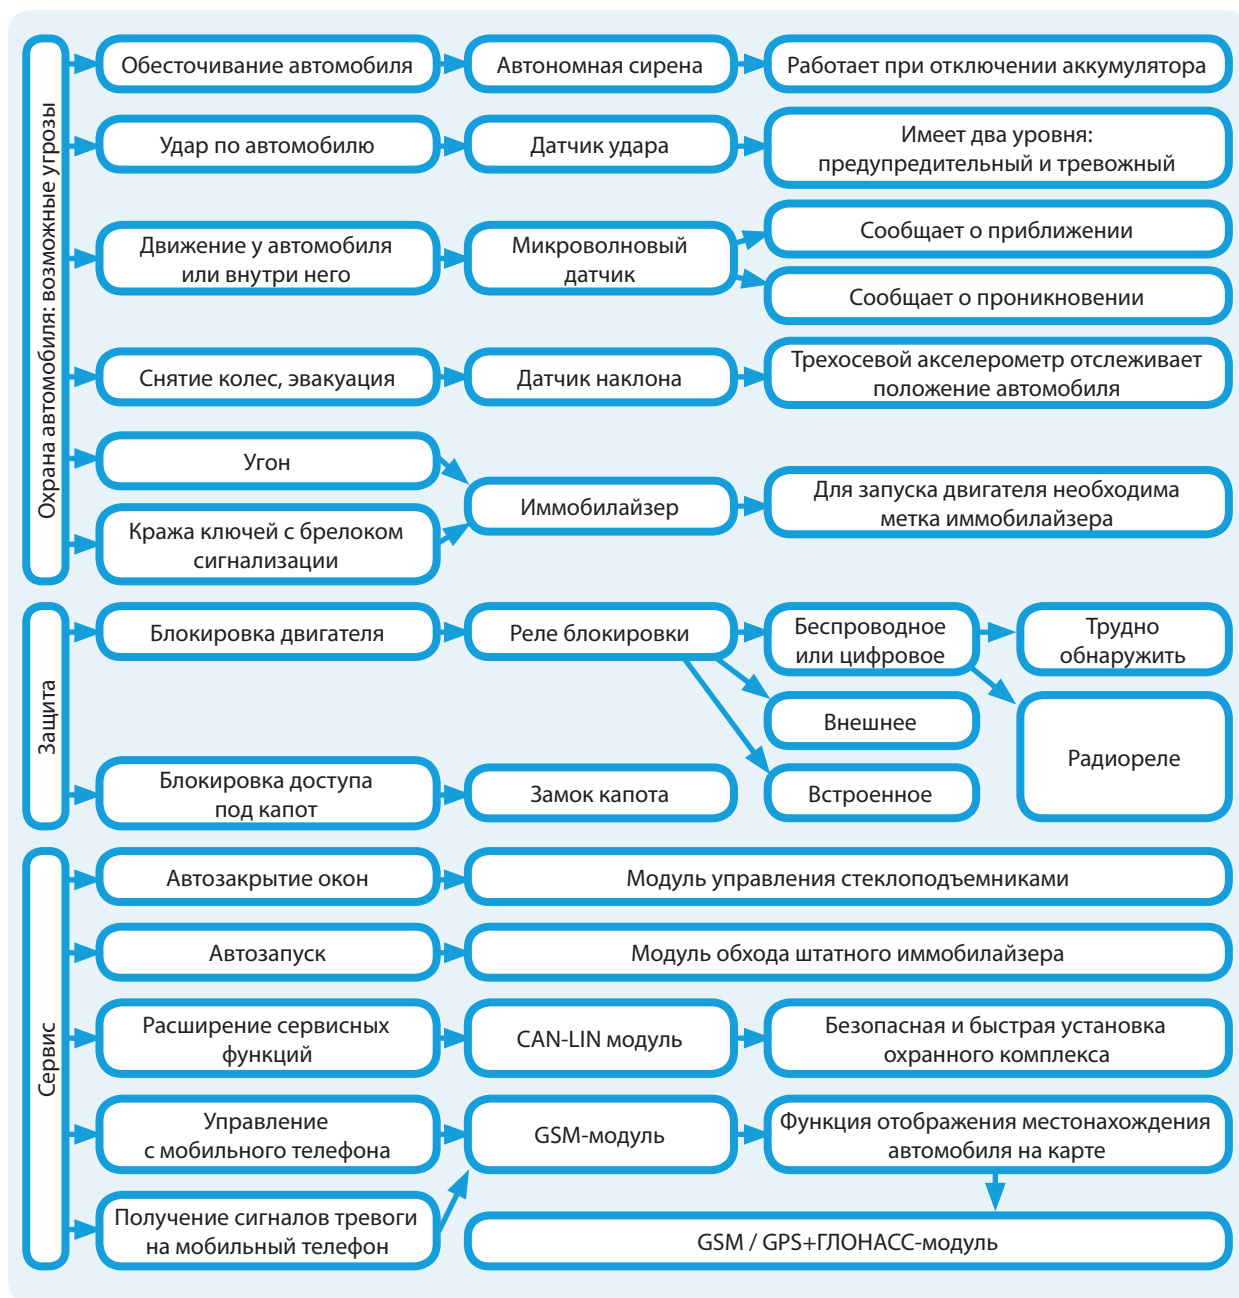 Охрана автомобиля: возможные угрозы
Обесточивание автомобиля
Автономная сирена
Работает при отключении аккумулятора
Удар по автомобилю
Датчик удара
Имеет два уровня:
предупредительный и тревожный
Движение у автомобиля
или внутри него
Микроволновый
датчик
Сообщает о приближении
Сообщает о проникновении
Снятие колес, эвакуация
Датчик наклона
Трехосевой акселерометр отслеживает
положение автомобиля
Угон
Кража ключей с брелоком
сигнализации
Иммобилайзер
Для запуска двигателя необходима
метка иммобилайзера
Защита
Блокировка двигателя
Реле блокировки
Беспроводное
или цифровое
Трудно
обнаружить
Внешнее
Радиореле
Встроенное
Блокировка доступа
под капот
Замок капота
Сервис
Автозакрытие окон
Модуль управления стеклоподъемниками
Автозапуск
Модуль обхода штатного иммобилайзера
Расширение сервисных
функций
CAN-LIN модуль
Безопасная и быстрая установка
охранного комплекса
Управление
с мобильного телефона
GSM-модуль
Функция отображения местонахождения
автомобиля на карте
Получение сигналов тревоги
на мобильный телефон
GSM / GPS+ГЛОНАСС-модуль